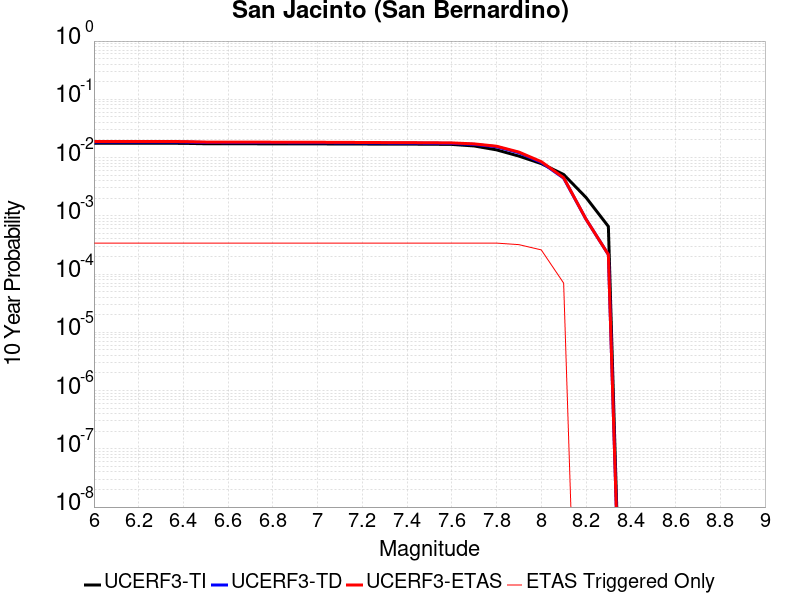 San Jacinto (San Bernardino)
10 0
10 -1
10 -2
10 -3
10 -4
10 -5
10 -6
10 -7
10 -8
10 Year Probability
6 6.2 6.4 6.6 6.8 7 7.2 7.4 7.6 7.8 8 8.2 8.4 8.6 8.8 9
Magnitude
UCERF3-TI UCERF3-TD UCERF3-ETAS ETAS Triggered Only